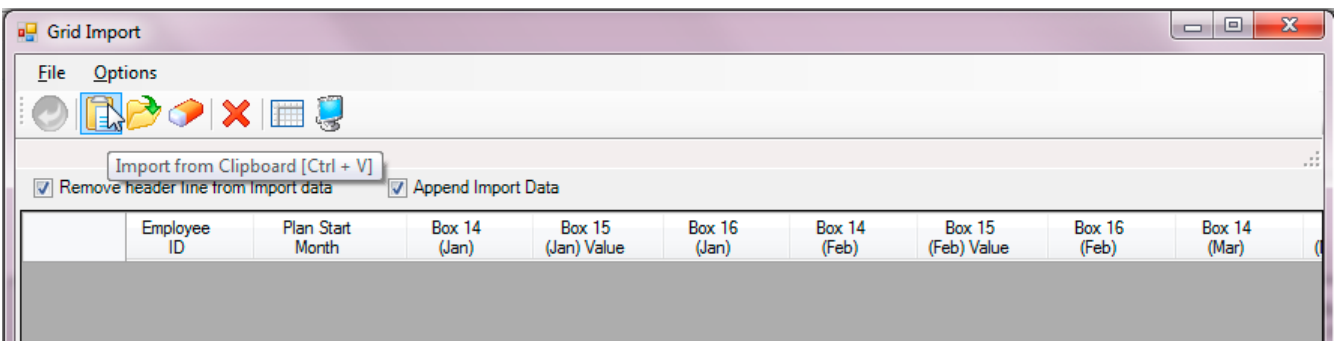 Grid Import
File Options
Import from Clipboard [Ctrl + V]
Remove header line from Import data Append Import Data
Employee ID Plan Start Month Box 14 (Jan) Box 15 (Jan) Value Box 16 (Jan) Box 14 (Feb) Box 15 (Feb) Value Box 16 (Feb) Box 14 (Mar)